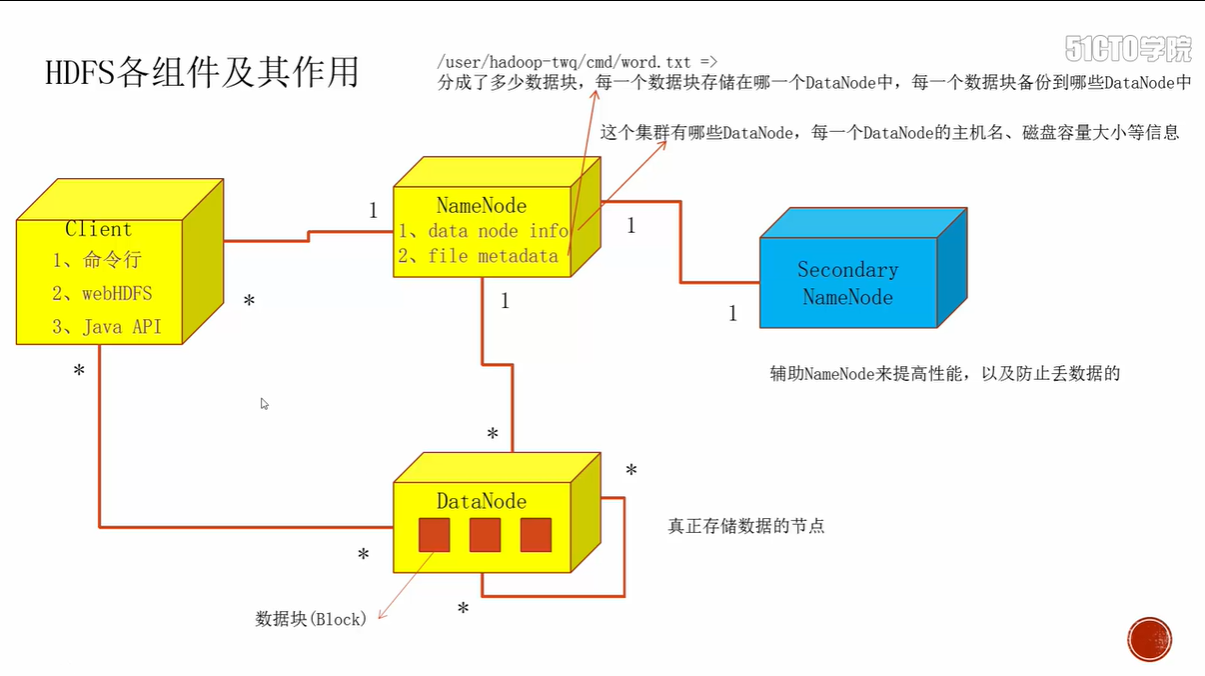 51CTO学院
HDFS各组件及其作用
/user/hadoop-twq/cmd/word.txt =>
分成了多少数据块，每一个数据块存储在哪一个DataNode中，每一个数据块备份到哪些DataNode中
这个集群有哪些DataNode，每一个DataNode的主机名、磁盘容量大小等信息
Client
1、命令行
2、webHDFS
3、Java API
*
*
1
NameNode
1、data node info
2、file metadata
1
1
1
Secondary
NameNode
辅助NameNode来提高性能，以及防止丢数据的
*
*
DataNode
真正存储数据的节点
*
*
数据块(Block)